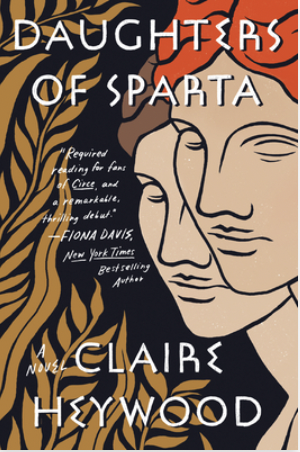 DAUGHTERS
OF SPARTA
"Required
reading for fans
of Circe and
a remarkable,
thrilling debut."
—FIONA DAVIS,
New York Times
Bestselling
Author
A
NOVEL
CLAIRE
HEYWOOD